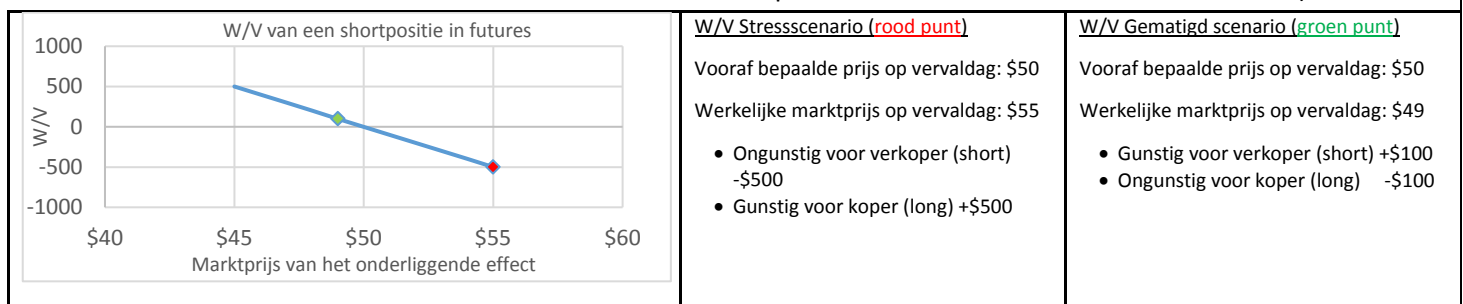 W/V van een shortpositie in futures
1000
500
0
-500
-1000
W/V
$40 $45 $50 $55 $60
Marktprijs van het onderliggende effect
W/V Stressscenario (rood punt)
Vooraf bepaalde prijs op vervaldag: $50
Werkelijke marktprijs op vervaldag: $55
• Ongunstig voor verkoper (short)
-$500
• Gunstig voor koper (long) +$500
W/V Gematigd scenario (groen punt)
Vooraf bepaalde prijs op vervaldag: $50
Werkelijke marktprijs op vervaldag: $49
• Gunstig voor verkoper (short) +$100
• Ongunstig voor koper (long) -$100